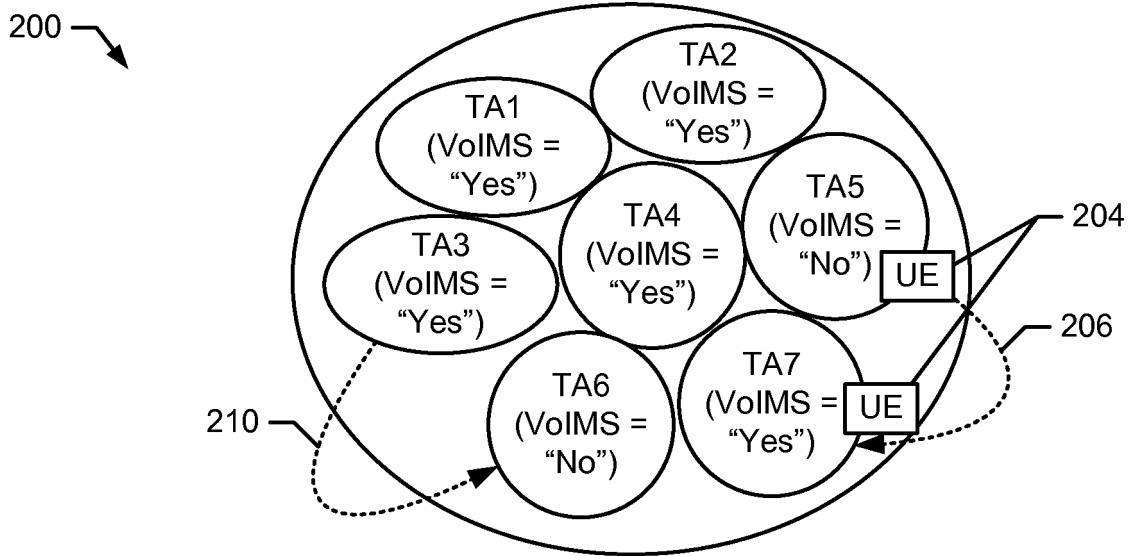 200
TA2
(VoIMS =
“Yes”)
TA1
(VoIMS =
“Yes”)
TA5
(VoIMS =
“No”)
TA4
(VoIMS =
“Yes”)
204
TA3
(VoIMS =
“Yes”)
UE
206
TA7
(VoIMS =
“Yes”)
TA6
(VoIMS =
“No”)
UE
210